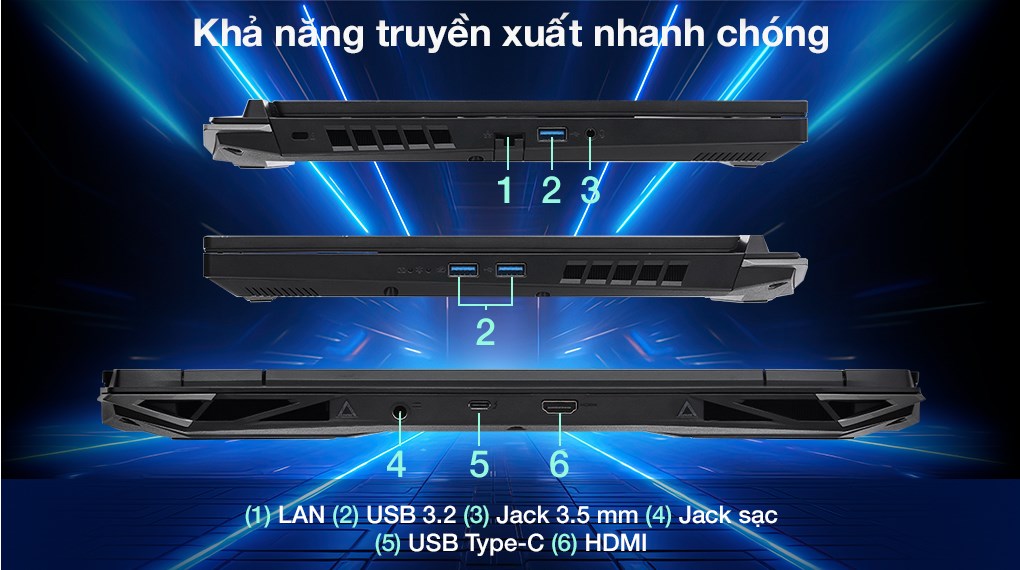 Khả năng truyền xuất nhanh chóng
1 2 3
2
4 5 6
(1) LAN (2) USB 3.2 (3) Jack 3.5 mm (4) Jack sạc
(5) USB Type-C (6) HDMI